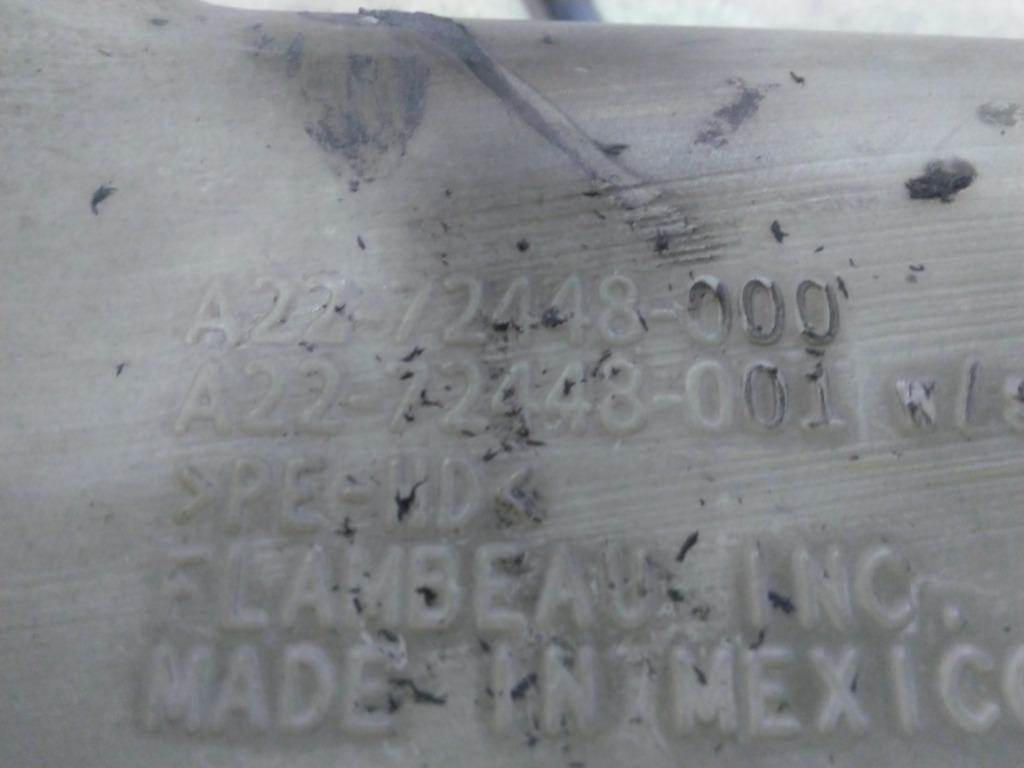 A22-72448-000
A22-72448-001 w/s
>PE-HD<
FLAMBEAU INC.
MADE IN MEXICO